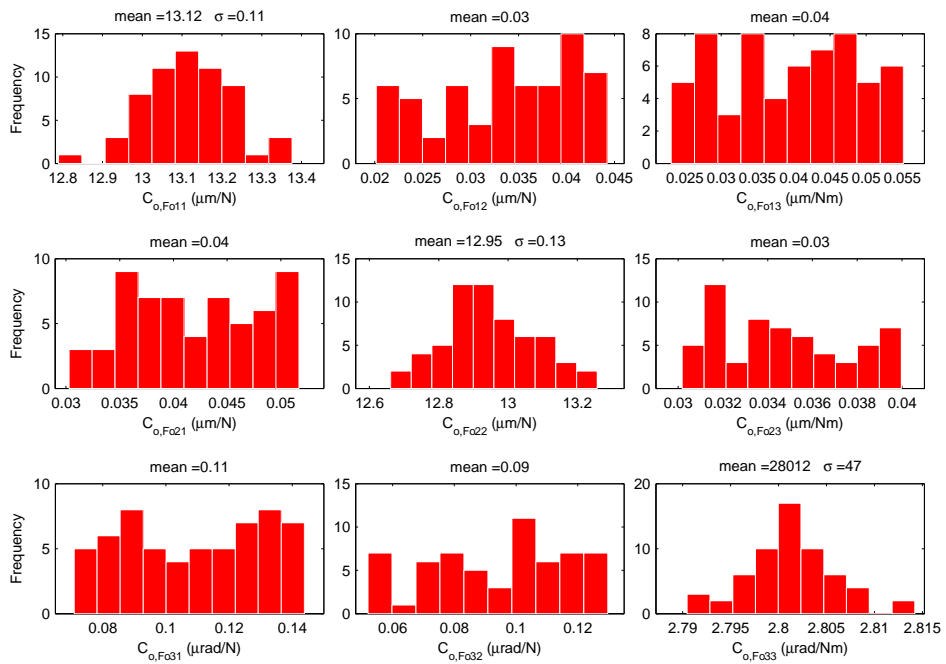 mean =13.12 σ=0.11
mean =0.03
mean =0.04
15
10
5
0
Frequency
12.8 12.9 13 13.1 13.2 13.3 13.4
C_o,Fo11 (μm/N)
10
5
0
0.02 0.025 0.03 0.035 0.04 0.045
C_o,Fo12 (μm/N)
8
6
4
2
0
0.025 0.03 0.035 0.04 0.045 0.05 0.055
C_o,Fo13 (μm/Nm)
mean =0.04
mean =12.95 σ=0.13
mean =0.03
10
5
0
Frequency
0.03 0.035 0.04 0.045 0.05
C_o,Fo21 (μm/N)
15
10
5
0
12.6 12.8 13 13.2
C_o,Fo22 (μm/N)
15
10
5
0
0.03 0.032 0.034 0.036 0.038 0.04
C_o,Fo23 (μm/Nm)
mean =0.11
mean =0.09
mean =28012 σ=47
10
5
0
Frequency
0.08 0.1 0.12 0.14
C_o,Fo31 (μrad/N)
15
10
5
0
0.06 0.08 0.1 0.12
C_o,Fo32 (μrad/N)
20
10
0
2.79 2.795 2.8 2.805 2.81 2.815
C_o,Fo33 (μrad/Nm)